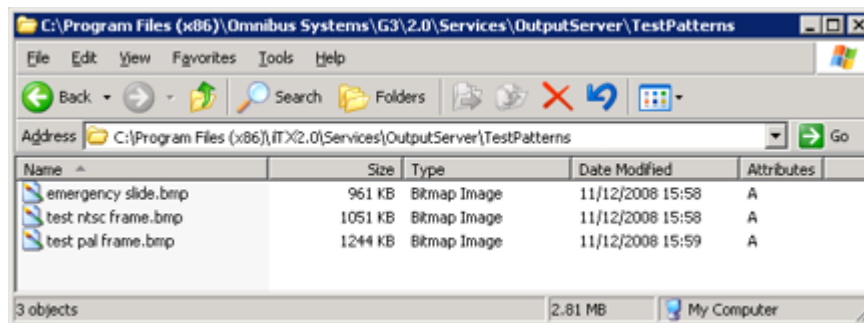 C:\Program Files (x86)\Omnibus Systems\G3\2.0\Services\OutputServer\TestPatterns
File Edit View Favorites Tools Help
Back Search Folders
Address C:\Program Files (x86)\iTX2.0\Services\OutputServer\TestPatterns Go
Name Size Type Date Modified Attributes
emergency slide.bmp 961 KB Bitmap Image 11/12/2008 15:58 A
test ntsc frame.bmp 1051 KB Bitmap Image 11/12/2008 15:58 A
test pal frame.bmp 1244 KB Bitmap Image 11/12/2008 15:59 A
3 objects 2.81 MB My Computer